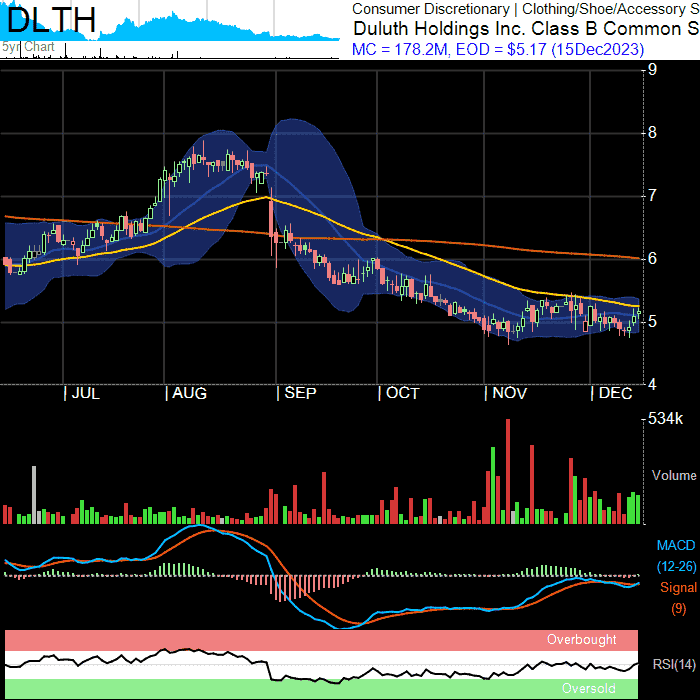 DLTH
5yr Chart
Consumer Discretionary | Clothing/Shoe/Accessory S
Duluth Holdings Inc. Class B Common S
MC = 178.2M, EOD = $5.17 (15Dec2023)
9
8
7
6
5
4
| JUL | AUG | SEP | OCT | NOV | DEC
534k
Volume
MACD
(12-26)
Signal
(9)
Overbought
RSI(14)
Oversold